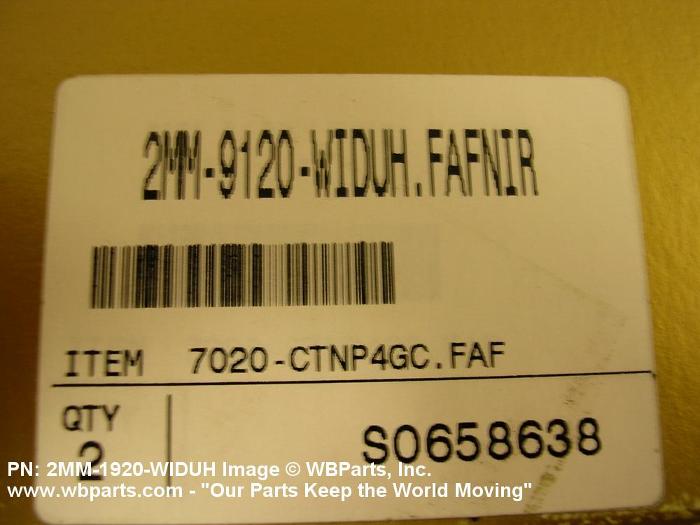 2MM-9120-WIDUH.FAFNIR
ITEM 7020-CTNP4GC.FAF
QTY
2
S0658638
PN: 2MM-1920-WIDUH Image © WBParts, Inc.
www.wbparts.com - "Our Parts Keep the World Moving"